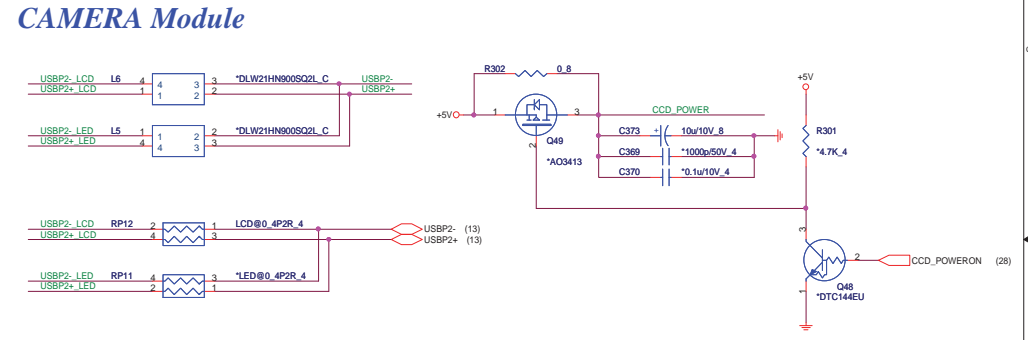 CAMERA Module
USBP2-_LCD L6 4 4 3 3 *DLW21HN900SQ2L_C USBP2-
USBP2+_LCD 1 1 2 2 USBP2+
USBP2-_LED L5 1 1 2 2 *DLW21HN900SQ2L_C
USBP2+_LED 4 4 3 3
R302 0_8
+5V 1 3 CCD_POWER
Q49
*AO3413
2
C373 + 10u/10V_8
C369 *1000p/50V_4
C370 *0.1u/10V_4
+5V
R301
*4.7K_4
USBP2-_LCD RP12 2 1 LCD@0_4P2R_4 USBP2- (13)
USBP2+_LCD 4 3 USBP2+ (13)
USBP2-_LED RP11 4 3 *LED@0_4P2R_4
USBP2+_LED 2 1
3
2 CCD_POWERON (28)
1
Q48
*DTC144EU